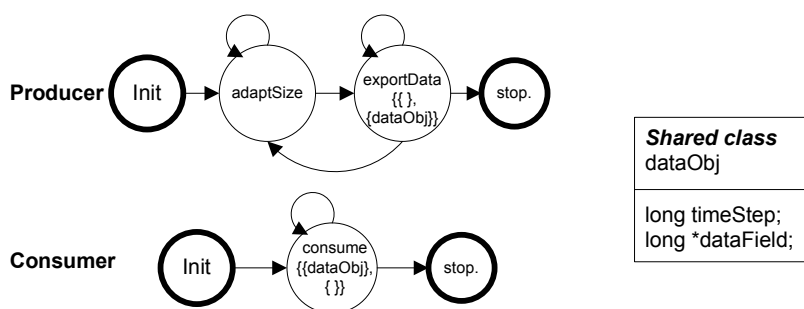 Producer
Init
adaptSize
exportData
{{ },
{dataObj}}
stop.
Shared class
dataObj
long timeStep;
long *dataField;
Consumer
Init
consume
{{dataObj},
{ }}
stop.